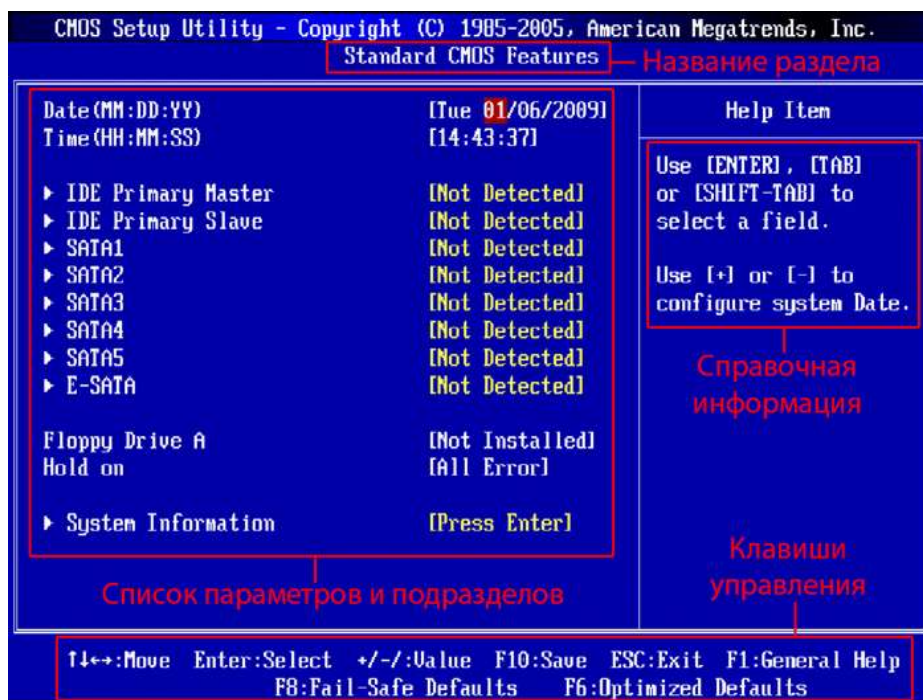 CMOS Setup Utility - Copyright (C) 1985-2005, American Megatrends, Inc.
Standard CMOS Features
Название раздела
Date(MM:DD:YY) [Tue 01/06/2009]
Time(HH:MM:SS) [14:43:37]
▶ IDE Primary Master [Not Detected]
▶ IDE Primary Slave [Not Detected]
▶ SATA1 [Not Detected]
▶ SATA2 [Not Detected]
▶ SATA3 [Not Detected]
▶ SATA4 [Not Detected]
▶ SATA5 [Not Detected]
▶ E-SATA [Not Detected]
Floppy Drive A [Not Installed]
Hold on [All Error]
▶ System Information [Press Enter]
Список параметров и подразделов
Help Item
Use [ENTER], [TAB]
or [SHIFT-TAB] to
select a field.
Use [+] or [-] to
configure system Date.
Справочная
информация
Клавиши
управления
↑↓←→:Move Enter:Select +/-/:Value F10:Save ESC:Exit F1:General Help
F8:Fail-Safe Defaults F6:Optimized Defaults